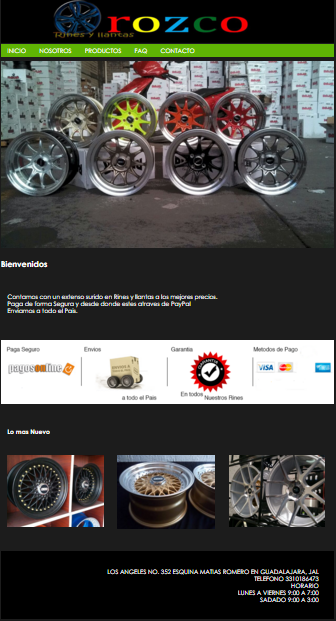 rozco
Rines y llantas
INICIO NOSOTROS PRODUCTOS FAQ CONTACTO
Bienvenidos
Contamos con un extenso surido en Rines y llantas a los mejores precios.
Paga de forma Segura y desde donde estes atraves de PayPal
Enviamos a todo el Pais.
Paga Seguro Envios Garantia Metodos de Pago
pagosonline
VISA
a todo el Pais
En todos Nuestros Rines
Lo mas Nuevo
LOS ANGELES NO. 352 ESQUINA MATIAS ROMERO EN GUADALAJARA, JAL
TELEFONO 3310186473
HORARIO
LUNES A VIERNES 9:00 A 7:00
SADADO 9:00 A 3:00